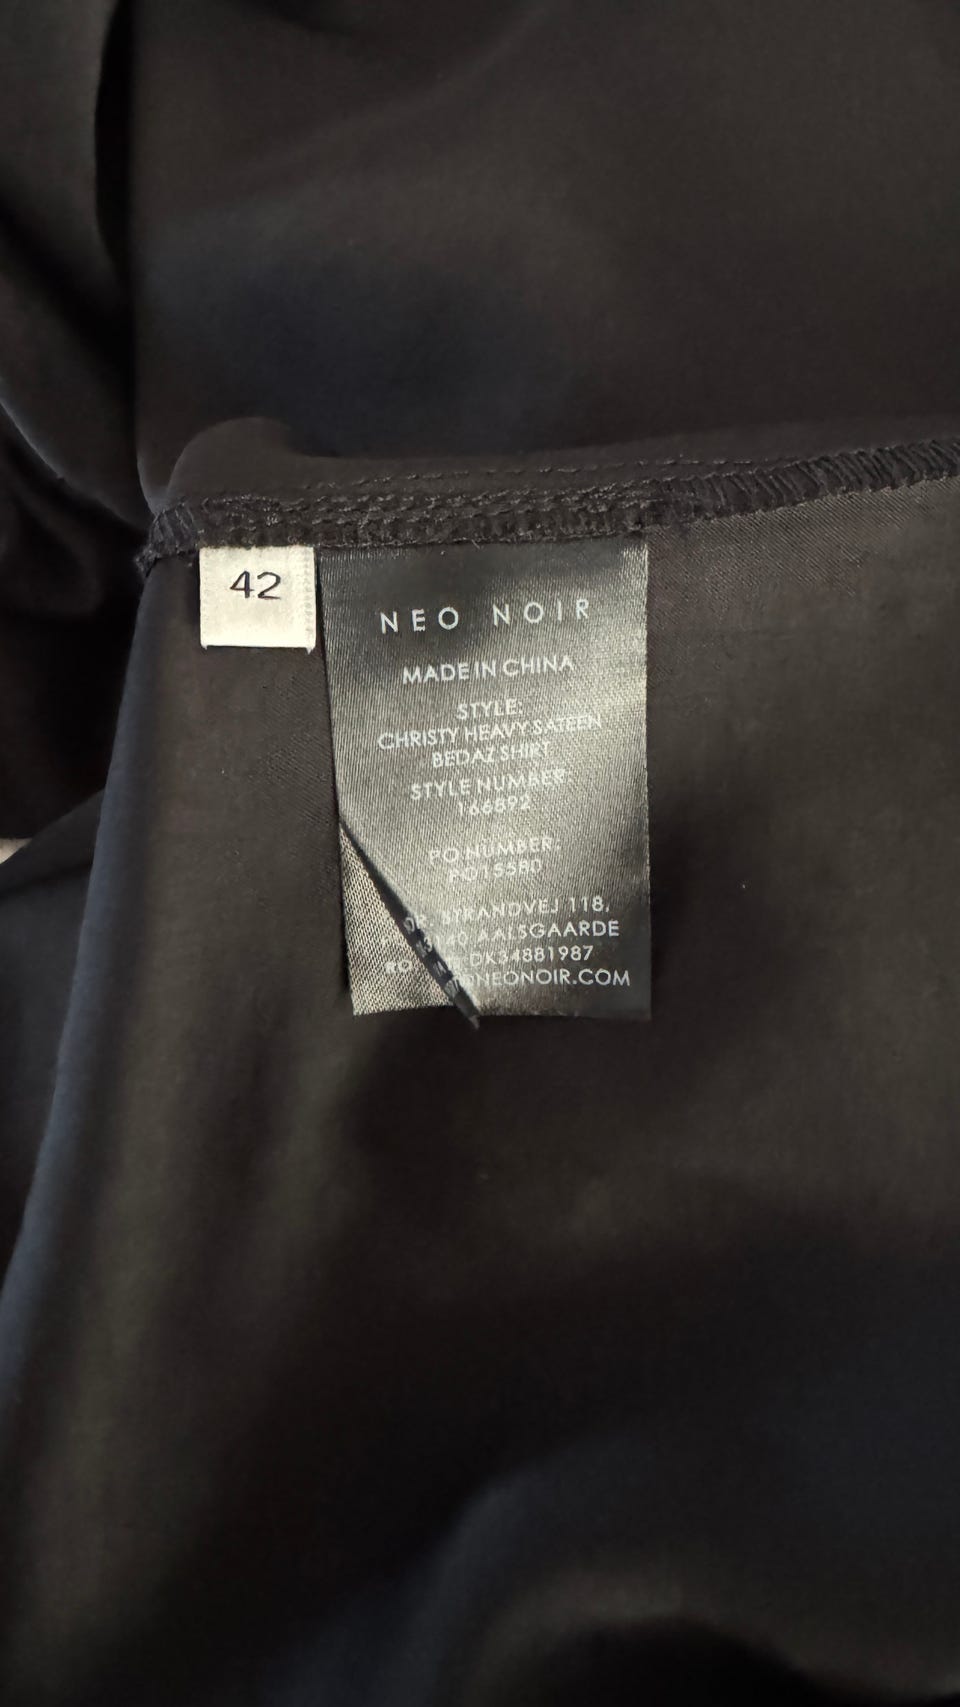 42
NEO NOIR
MADE IN CHINA
STYLE:
CHRISTY HEAVY SATEEN
BEDAZ SHIRT
STYLE NUMBER:
166892
PO NUMBER:
PO15580
STRANDVEJ 118,
AALSGAARDE
DK34881987
NEONOIR.COM